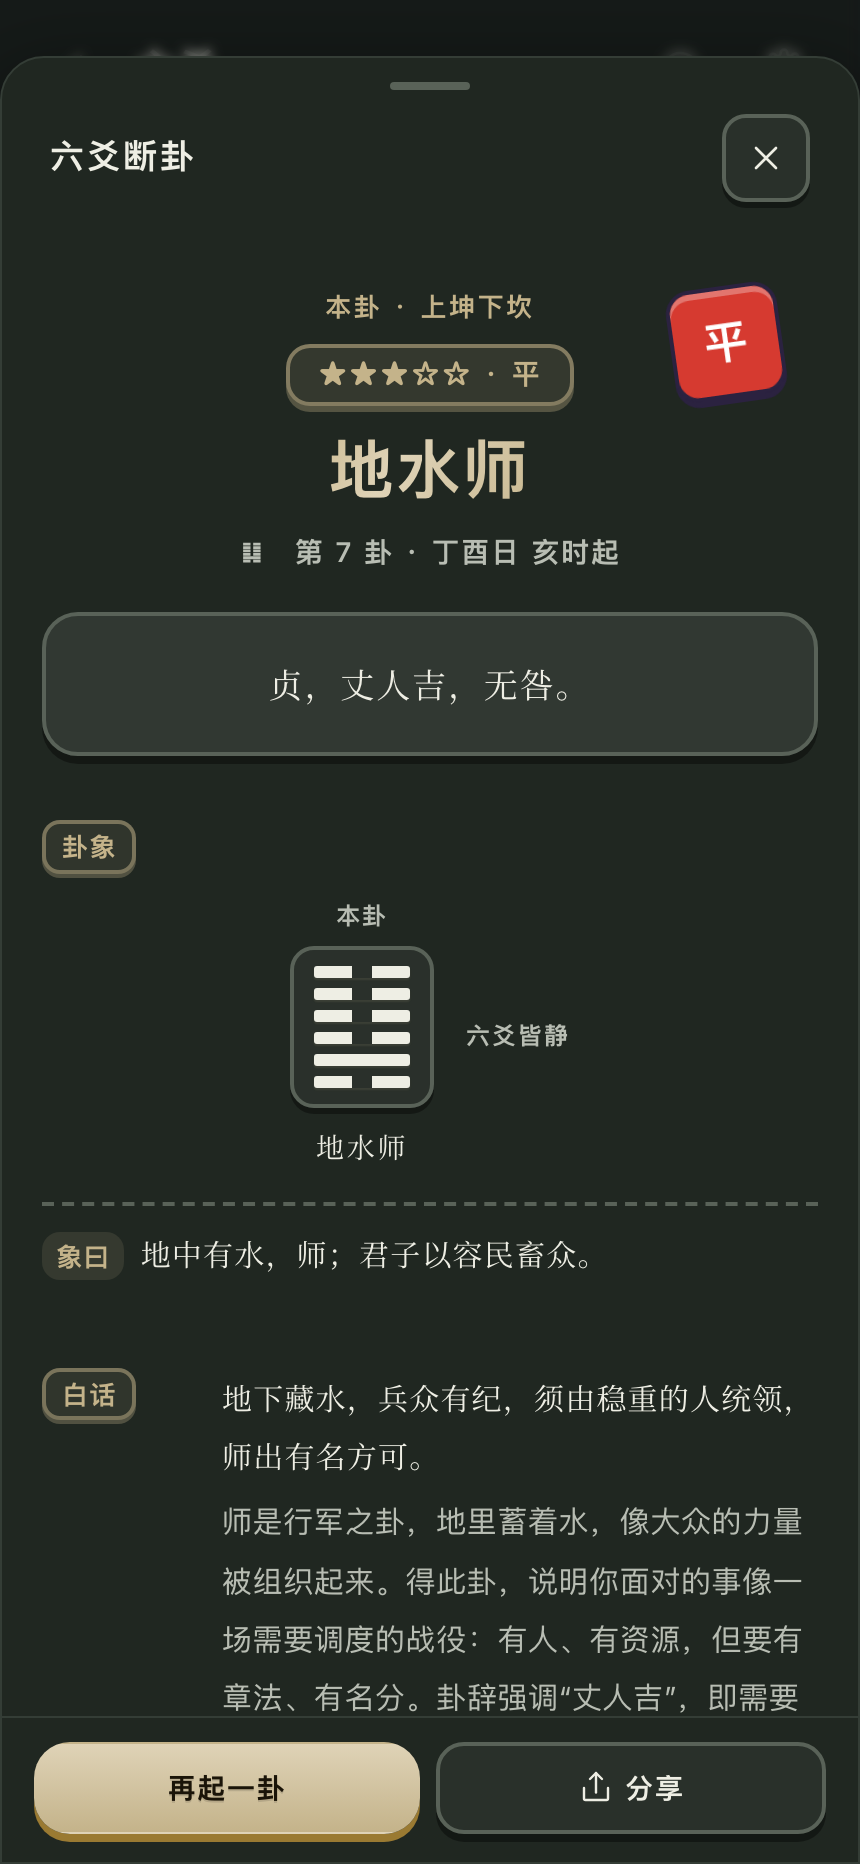 六爻断卦
本卦 · 上坤下坎
平
★★★☆☆ · 平
地水师
䷆ 第 7 卦 · 丁酉日 亥时起
贞，丈人吉，无咎。
卦象
本卦
六爻皆静
地水师
象曰 地中有水，师；君子以容民畜众。
白话
地下藏水，兵众有纪，须由稳重的人统领，
师出有名方可。
师是行军之卦，地里蓄着水，像大众的力量
被组织起来。得此卦，说明你面对的事像一
场需要调度的战役：有人、有资源，但要有
章法、有名分。卦辞强调“丈人吉”，即需要
再起一卦
分享